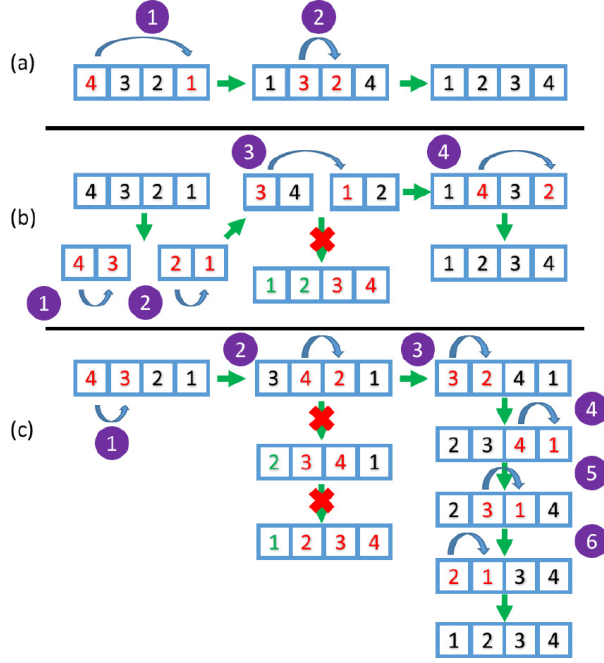 1 2
(a) 4 3 2 1 1 3 2 4 1 2 3 4
3 4
4 3 2 1 3 4 1 2 1 4 3 2
(b)
4 3 2 1 1 2 3 4 1 2 3 4
1 2
2 3
4 3 2 1 3 4 2 1 3 2 4 1
1 4
(c) 2 3 4 1 2 3 4 1
5
1 2 3 4 2 3 1 4
6
2 1 3 4
1 2 3 4